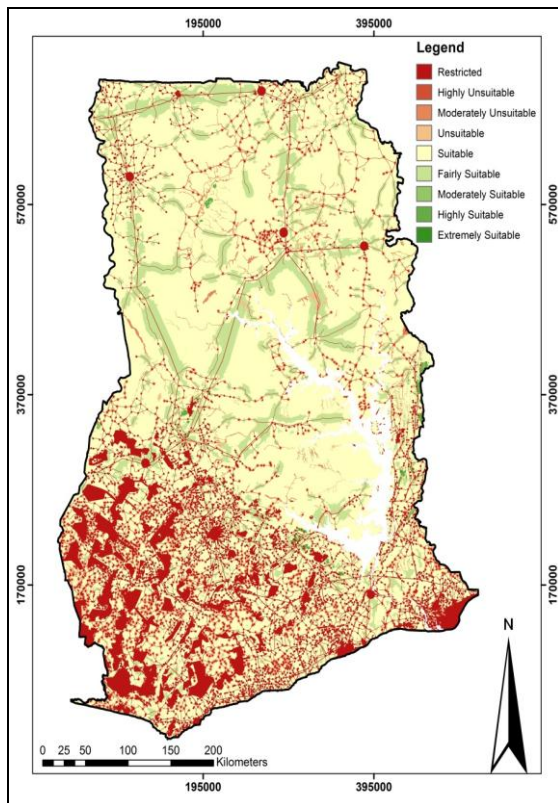 195000 395000
Legend
Restricted
Highly Unsuitable
Moderately Unsuitable
Unsuitable
Suitable
Fairly Suitable
Moderately Suitable
Highly Suitable
Extremely Suitable
570000 570000
370000 370000
170000 170000
N
0 25 50 100 150 200
Kilometers
195000 395000